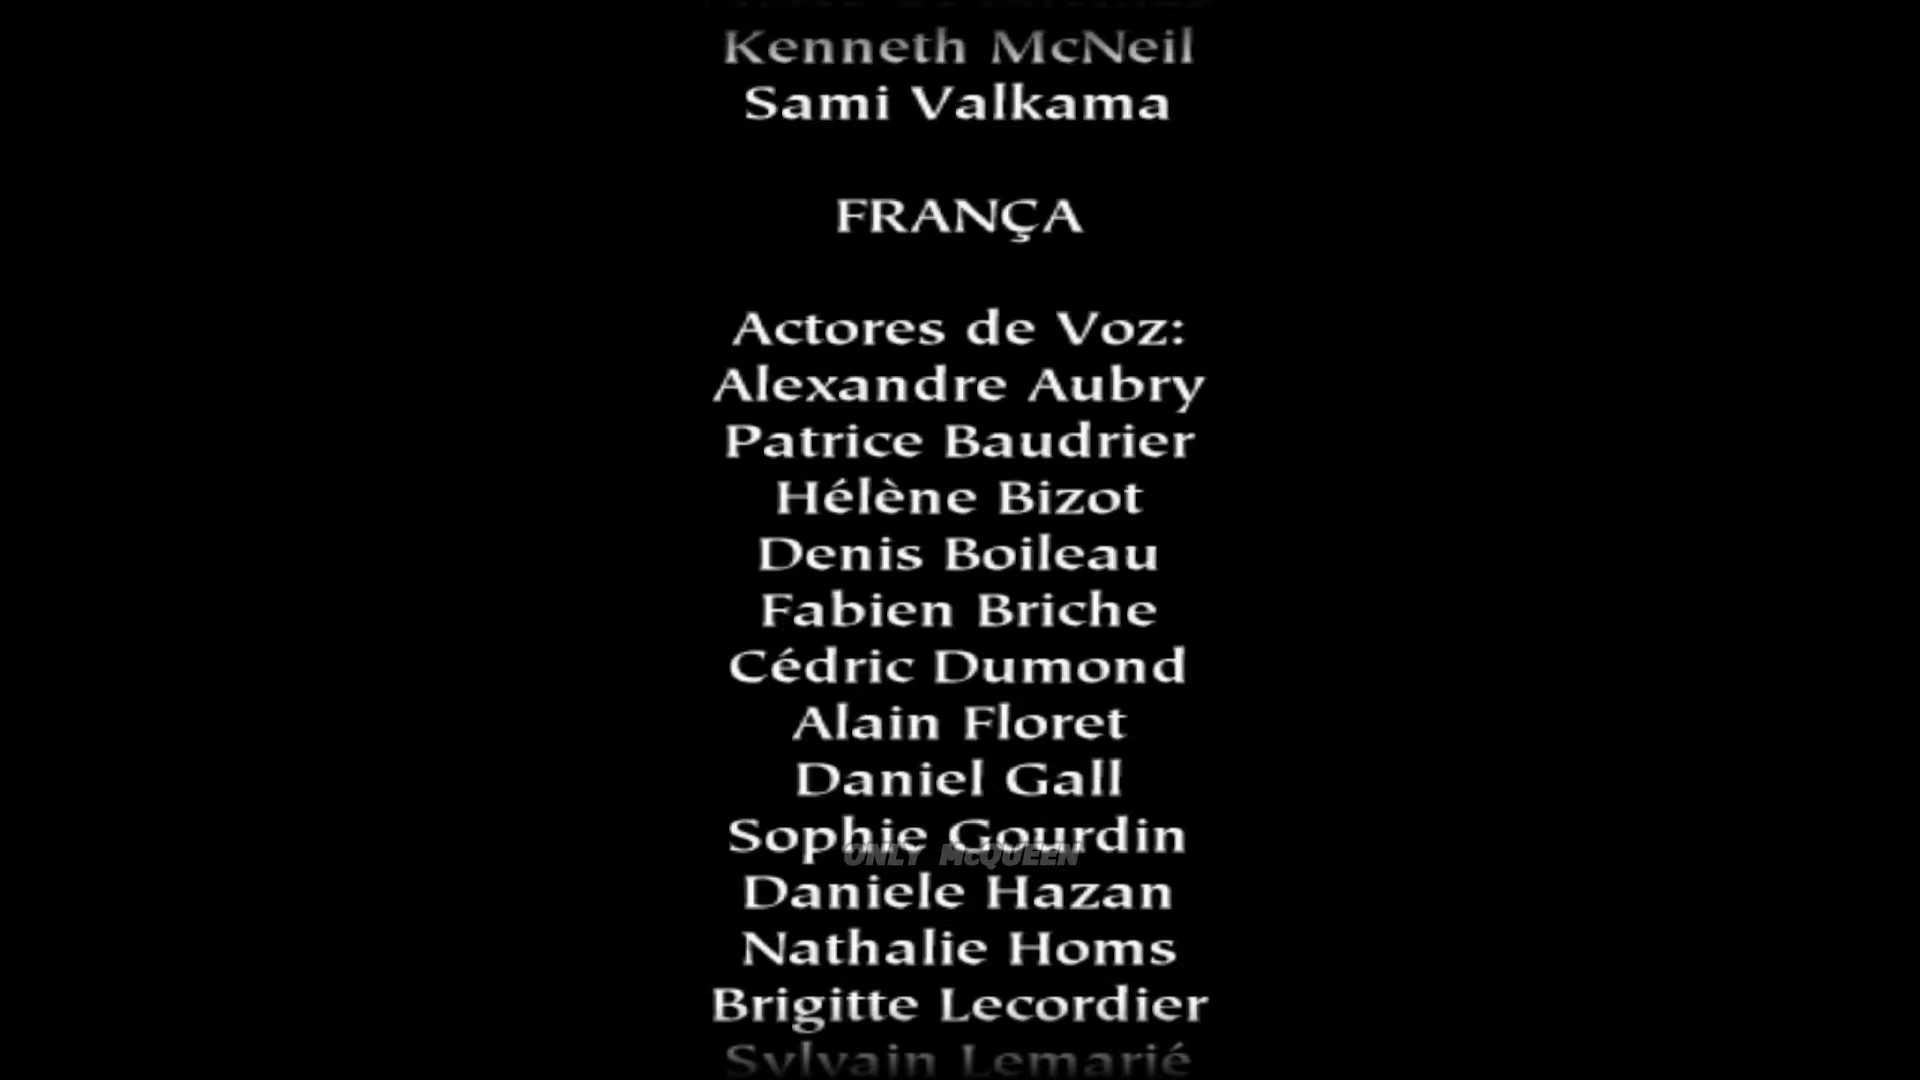 Kenneth McNeil
Sami Valkama
FRANÇA
Actores de Voz:
Alexandre Aubry
Patrice Baudrier
Hélène Bizot
Denis Boileau
Fabien Briche
Cédric Dumond
Alain Floret
Daniel Gall
Sophie Gourdin
ONLY McQUEEN
Daniele Hazan
Nathalie Homs
Brigitte Lecordier
Sylvain Lemarié